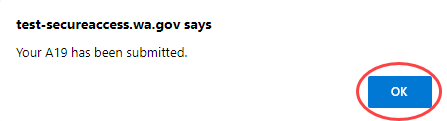 test-secureaccess.wa.gov says
Your A19 has been submitted.
OK